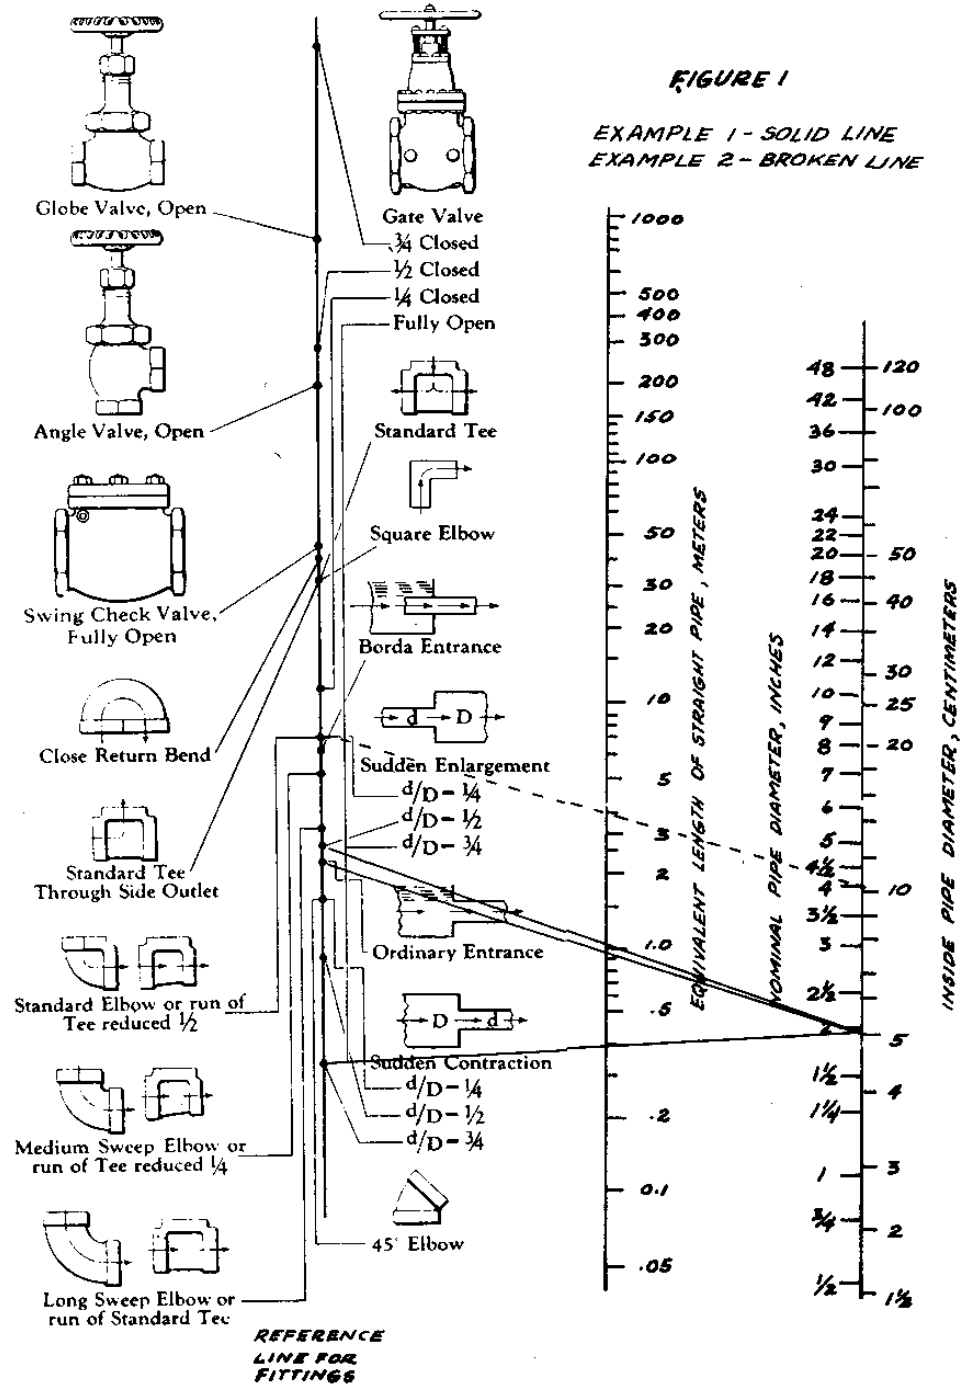 FIGURE 1
EXAMPLE 1 - SOLID LINE
EXAMPLE 2 - BROKEN LINE
Globe Valve, Open
Angle Valve, Open
Swing Check Valve,
Fully Open
Close Return Bend
Standard Tee
Through Side Outlet
Standard Elbow or run of
Tee reduced ½
Medium Sweep Elbow or
run of Tee reduced ¼
Long Sweep Elbow or
run of Standard Tee
REFERENCE
LINE FOR
FITTINGS
Gate Valve
¾ Closed
½ Closed
¼ Closed
Fully Open
Standard Tee
Square Elbow
Borda Entrance
d
D
Sudden Enlargement
d/D - ¼
d/D - ½
d/D - ¾
Ordinary Entrance
D
d
Sudden Contraction
d/D - ¼
d/D - ½
d/D - ¾
45° Elbow
1000
500
400
300
200
150
100
50
30
20
10
5
3
2
1.0
.5
.2
0.1
.05
EQUIVALENT LENGTH OF STRAIGHT PIPE, METERS
NOMINAL PIPE DIAMETER, INCHES
48
42
36
30
24
22
20
18
16
14
12
10
9
8
7
6
5
4½
4
3½
3
2½
2
1½
1¼
1
¾
½
120
100
50
40
30
25
20
10
5
4
3
2
1½
INSIDE PIPE DIAMETER, CENTIMETERS